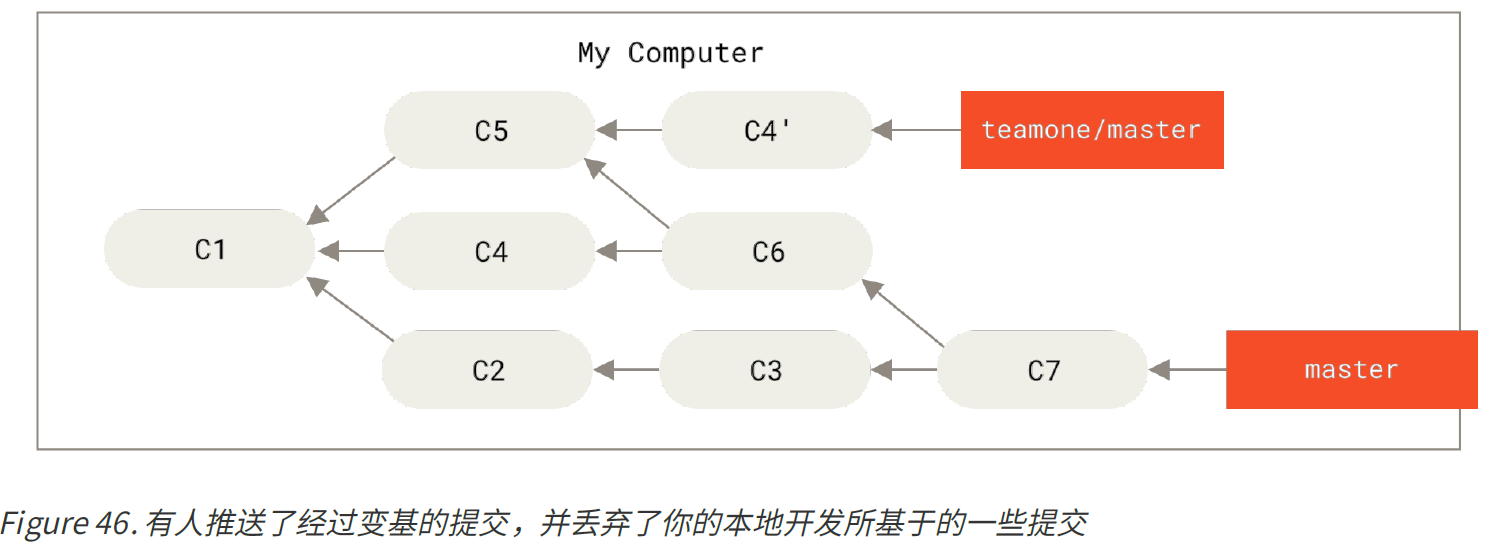 My Computer
C5
C4'
teamone/master
C1
C4
C6
C2
C3
C7
master
Figure 46. 有人推送了经过变基的提交，并丢弃了你的本地开发所基于的一些提交